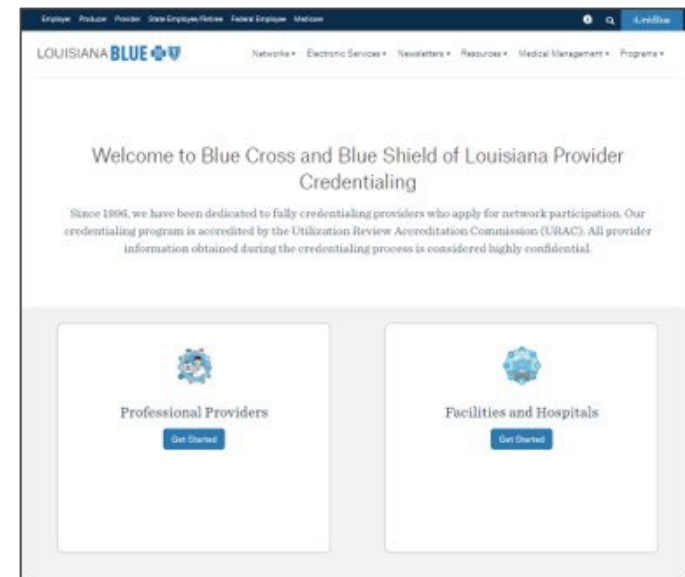 Employer Producer Provider State Employee/Retiree Federal Employee Medicare
iLinkBlue
LOUISIANA BLUE
Networks Electronic Services Newsletters Resources Medical Management Programs
Welcome to Blue Cross and Blue Shield of Louisiana Provider
Credentialing
Since 1996, we have been dedicated to fully credentialing providers who apply for network participation. Our
credentialing program is accredited by the Utilization Review Accreditation Commission (URAC). All provider
information obtained during the credentialing process is considered highly confidential.
Professional Providers
Get Started
Facilities and Hospitals
Get Started